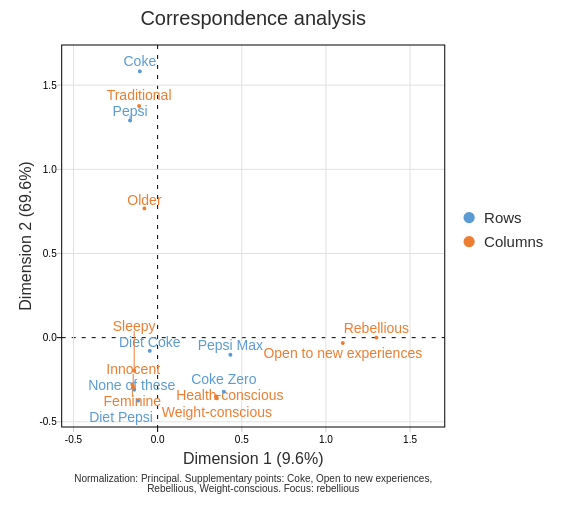 Correspondence analysis
Coke
Traditional
Pepsi
Older
Sleepy
Rebellious
Diet Coke
Pepsi Max
Open to new experiences
Innocent
Coke Zero
None of these
Health-conscious
Feminine
Weight-conscious
Diet Pepsi
1.5
1.0
0.5
0.0
-0.5
-0.5
0.0
0.5
1.0
1.5
Dimension 2 (69.6%)
Dimension 1 (9.6%)
Rows
Columns
Normalization: Principal. Supplementary points: Coke, Open to new experiences,
Rebellious, Weight-conscious. Focus: rebellious